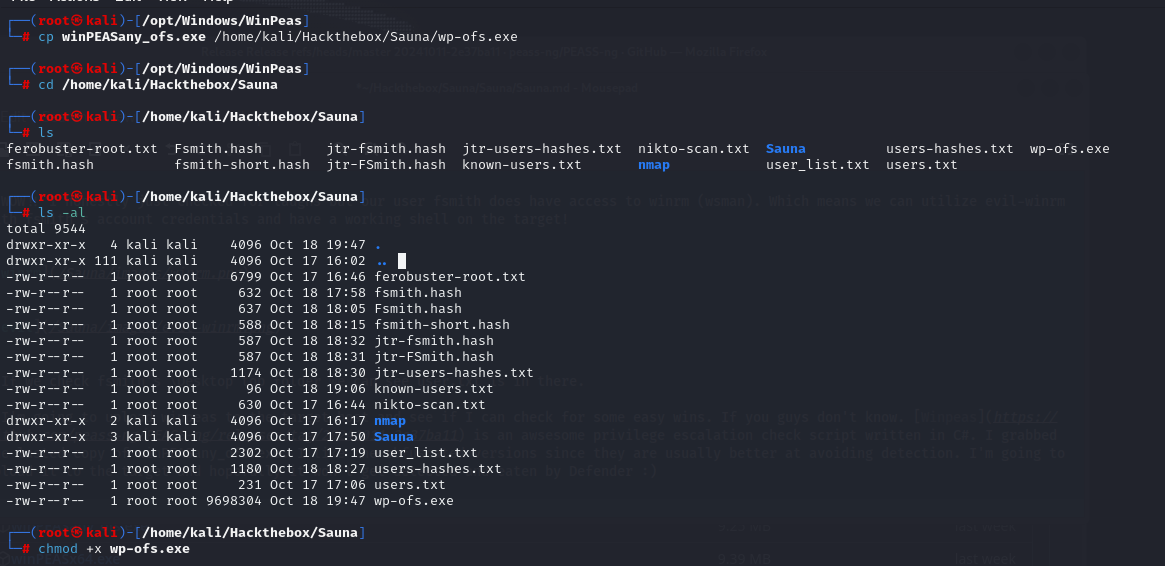 ┌──(root㉿kali)-[/opt/Windows/WinPeas]
└─# cp winPEASany_ofs.exe /home/kali/Hackthebox/Sauna/wp-ofs.exe
┌──(root㉿kali)-[/opt/Windows/WinPeas]
└─# cd /home/kali/Hackthebox/Sauna
┌──(root㉿kali)-[/home/kali/Hackthebox/Sauna]
└─# ls
ferobuster-root.txt Fsmith.hash jtr-fsmith.hash jtr-users-hashes.txt nikto-scan.txt Sauna users-hashes.txt wp-ofs.exe
fsmith.hash fsmith-short.hash jtr-FSmith.hash known-users.txt nmap user_list.txt users.txt
┌──(root㉿kali)-[/home/kali/Hackthebox/Sauna]
└─# ls -al
total 9544
drwxr-xr-x 4 kali kali 4096 Oct 18 19:47 .
drwxr-xr-x 111 kali kali 4096 Oct 17 16:02 ..
-rw-r--r-- 1 root root 6799 Oct 17 16:46 ferobuster-root.txt
-rw-r--r-- 1 root root 632 Oct 18 17:58 fsmith.hash
-rw-r--r-- 1 root root 637 Oct 18 18:05 Fsmith.hash
-rw-r--r-- 1 root root 588 Oct 18 18:15 fsmith-short.hash
-rw-r--r-- 1 root root 587 Oct 18 18:32 jtr-fsmith.hash
-rw-r--r-- 1 root root 587 Oct 18 18:31 jtr-FSmith.hash
-rw-r--r-- 1 root root 1174 Oct 18 18:30 jtr-users-hashes.txt
-rw-r--r-- 1 root root 96 Oct 18 19:06 known-users.txt
-rw-r--r-- 1 root root 630 Oct 17 16:44 nikto-scan.txt
drwxr-xr-x 2 kali kali 4096 Oct 17 16:17 nmap
drwxr-xr-x 3 kali kali 4096 Oct 17 17:50 Sauna
-rw-r--r-- 1 root root 2302 Oct 17 17:19 user_list.txt
-rw-r--r-- 1 root root 1180 Oct 18 18:27 users-hashes.txt
-rw-r--r-- 1 root root 231 Oct 17 17:06 users.txt
-rw-r--r-- 1 root root 9698304 Oct 18 19:47 wp-ofs.exe
┌──(root㉿kali)-[/home/kali/Hackthebox/Sauna]
└─# chmod +x wp-ofs.exe